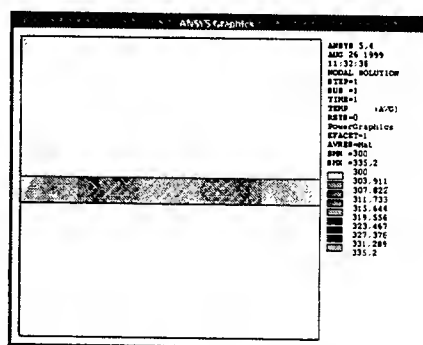 ANSYS Graphics
ANSYS 5.4
AUG 26 1999
11:32:38
NODAL SOLUTION
STEP=1
SUB =1
TIME=1
TEMP (AVG)
RSYS=0
PowerGraphics
EFACET=1
AVRES=Mat
SMN =300
SMX =335.2
300
303.911
307.822
311.733
315.644
319.556
323.467
327.378
331.289
335.2